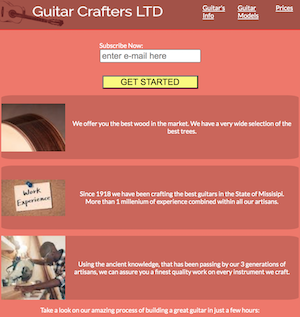 Guitar Crafters LTD
Guitar's Info
Guitar Models
Prices
Subscribe Now:
enter e-mail here
GET STARTED
We offer you the best wood in the market. We have a very wide selection of the
best trees.
Work
Experience
Since 1918 we have been crafting the best guitars in the State of Missisipi.
More than 1 millenium of experience combined within all our artisans.
Using the ancient knowledge, that has been passing by our 3 generations of
artisans, we can assure you a finest quality work on every instrument we craft.
Take a look on our amazing process of building a great guitar in just a few hours: